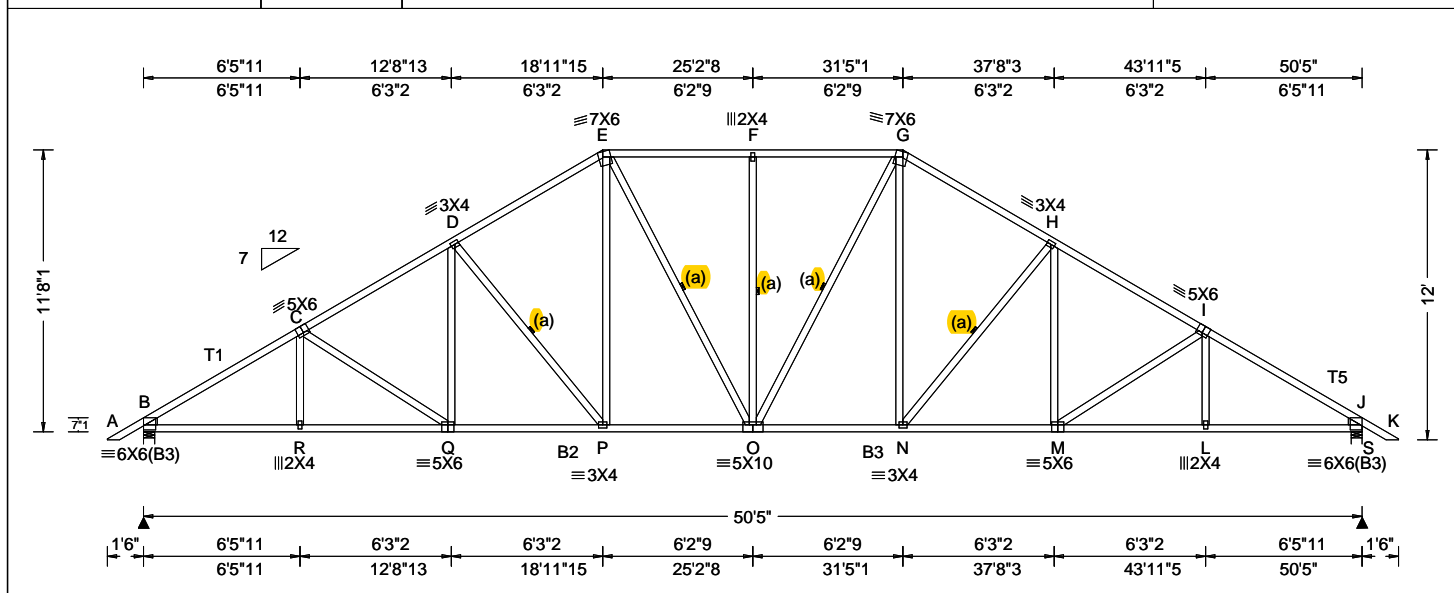 6'5"11 12'8"13 18'11"15 25'2"8 31'5"1 37'8"3 43'11"5 50'5"
6'5"11 6'3"2 6'3"2 6'2"9 6'2"9 6'3"2 6'3"2 6'5"11
≡7X6 |||2X4 ≡7X6
E F G
≡3X4 ≡3X4
D H
12
7
(a) (a) (a)
11'8"1 12'
≡5X6 ≡5X6
C I
(a) (a)
T1 T5
B J
7"1 A K
R Q B2 P O B3 N M L S
≡6X6(B3) |||2X4 ≡5X6 ≡3X4 ≡5X10 ≡3X4 ≡5X6 |||2X4 ≡6X6(B3)
50'5"
1'6" 6'5"11 6'3"2 6'3"2 6'2"9 6'2"9 6'3"2 6'3"2 6'5"11 1'6"
6'5"11 12'8"13 18'11"15 25'2"8 31'5"1 37'8"3 43'11"5 50'5"